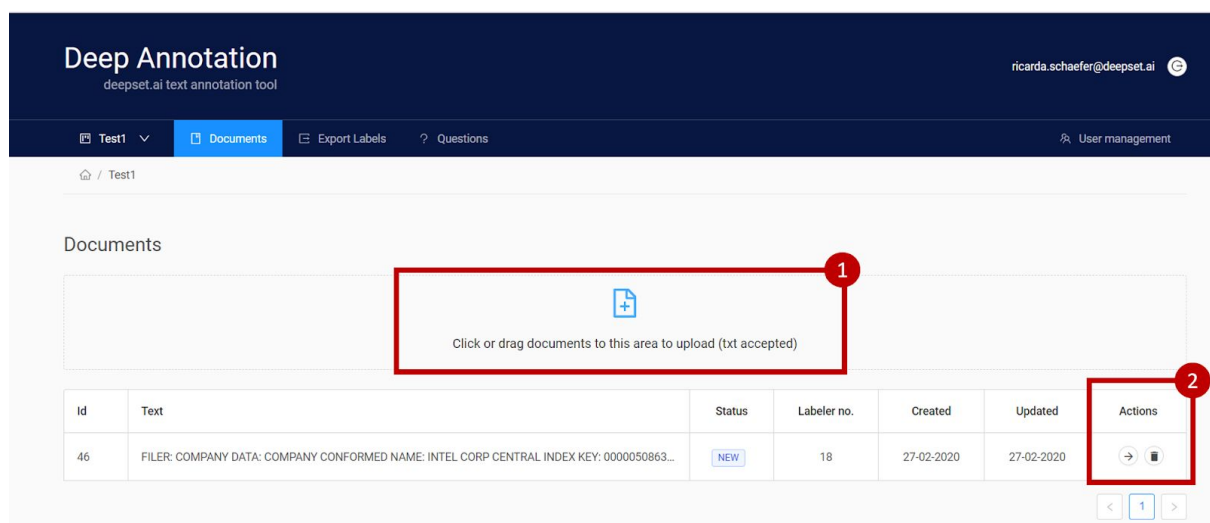 Deep Annotation
deepset.ai text annotation tool
ricarda.schaefer@deepset.ai
Test1 Documents Export Labels ? Questions User management
/ Test1
Documents
1
Click or drag documents to this area to upload (txt accepted)
2
Id Text Status Labeler no. Created Updated Actions
46 FILER: COMPANY DATA: COMPANY CONFORMED NAME: INTEL CORP CENTRAL INDEX KEY: 0000050863... NEW 18 27-02-2020 27-02-2020
< 1 >